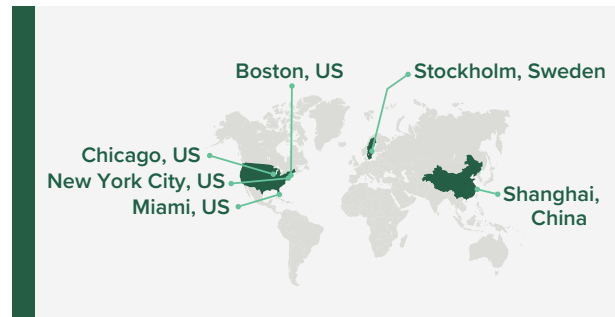 Boston, US
Stockholm, Sweden
Chicago, US
New York City, US
Miami, US
Shanghai,
China